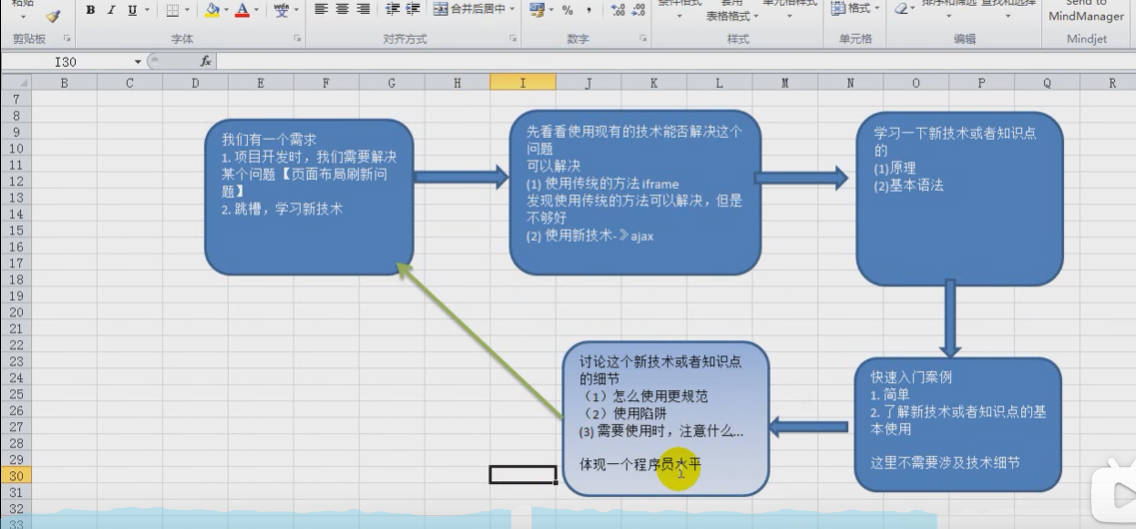 粘贴
B I U
wén
合并后居中
%
条件格式
套用
表格格式
单元格样式
格式
排序和筛选 查找和选择
Send to
MindManager
剪贴板
字体
对齐方式
数字
样式
单元格
编辑
Mindjet
I30
fx
B C D E F G H I J K L M N O P Q R
7
8
9
10
11
12
13
14
15
16
17
18
19
20
21
22
23
24
25
26
27
28
29
30
31
32
33
我们有一个需求
1. 项目开发时，我们需要解决
某个问题【页面布局刷新问
题】
2. 跳槽，学习新技术
先看看使用现有的技术能否解决这个
问题
可以解决
(1) 使用传统的方法 iframe
发现使用传统的方法可以解决，但是
不够好
(2) 使用新技术-》ajax
学习一下新技术或者知识点
的
(1)原理
(2)基本语法
快速入门案例
1. 简单
2. 了解新技术或者知识点的基
本使用
这里不需要涉及技术细节
讨论这个新技术或者知识点
的细节
（1）怎么使用更规范
（2）使用陷阱
(3) 需要使用时，注意什么...
体现一个程序员水平